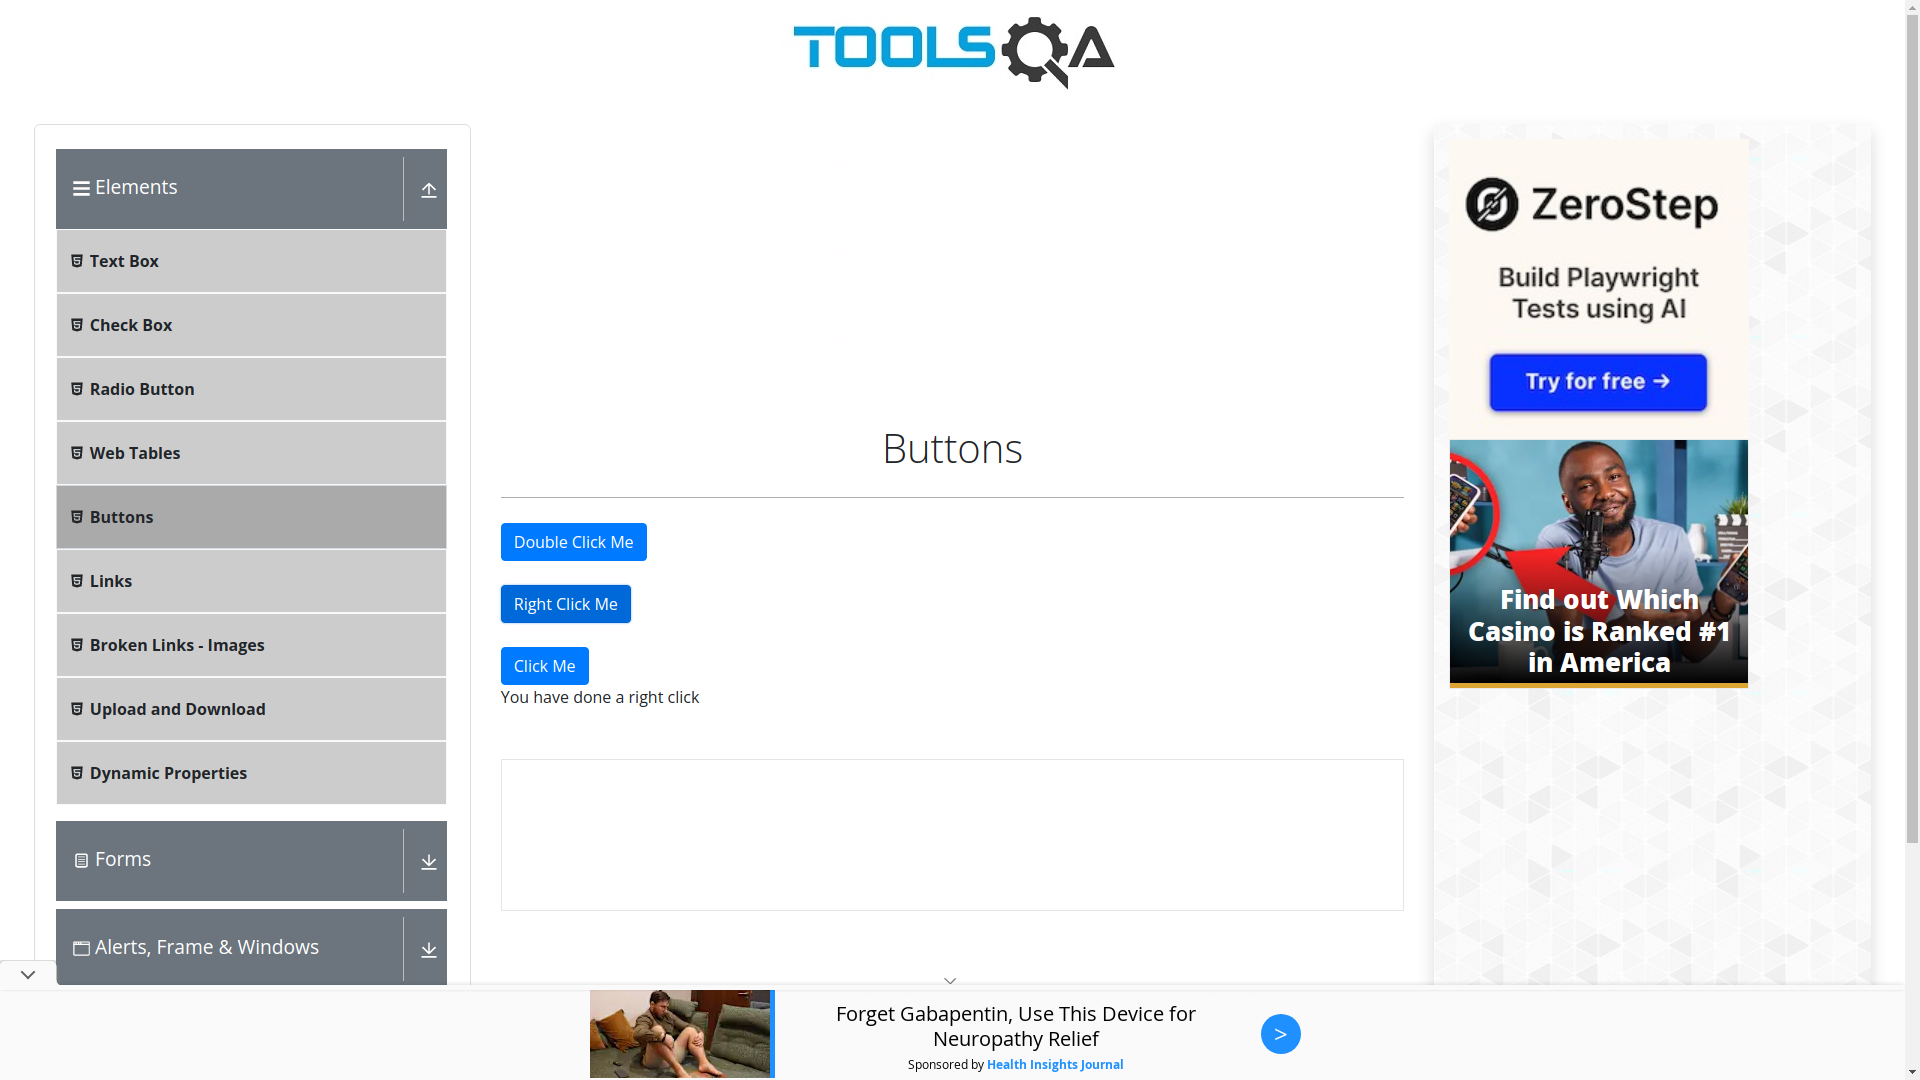 TOOLSQA
Elements
Text Box
Check Box
Radio Button
Web Tables
Buttons
Links
Broken Links - Images
Upload and Download
Dynamic Properties
Forms
Alerts, Frame & Windows
Buttons
Double Click Me
Right Click Me
Click Me
You have done a right click
ZeroStep
Build Playwright
Tests using AI
Try for free →
Find out Which
Casino is Ranked #1
in America
Forget Gabapentin, Use This Device for
Neuropathy Relief
Sponsored by Health Insights Journal
>